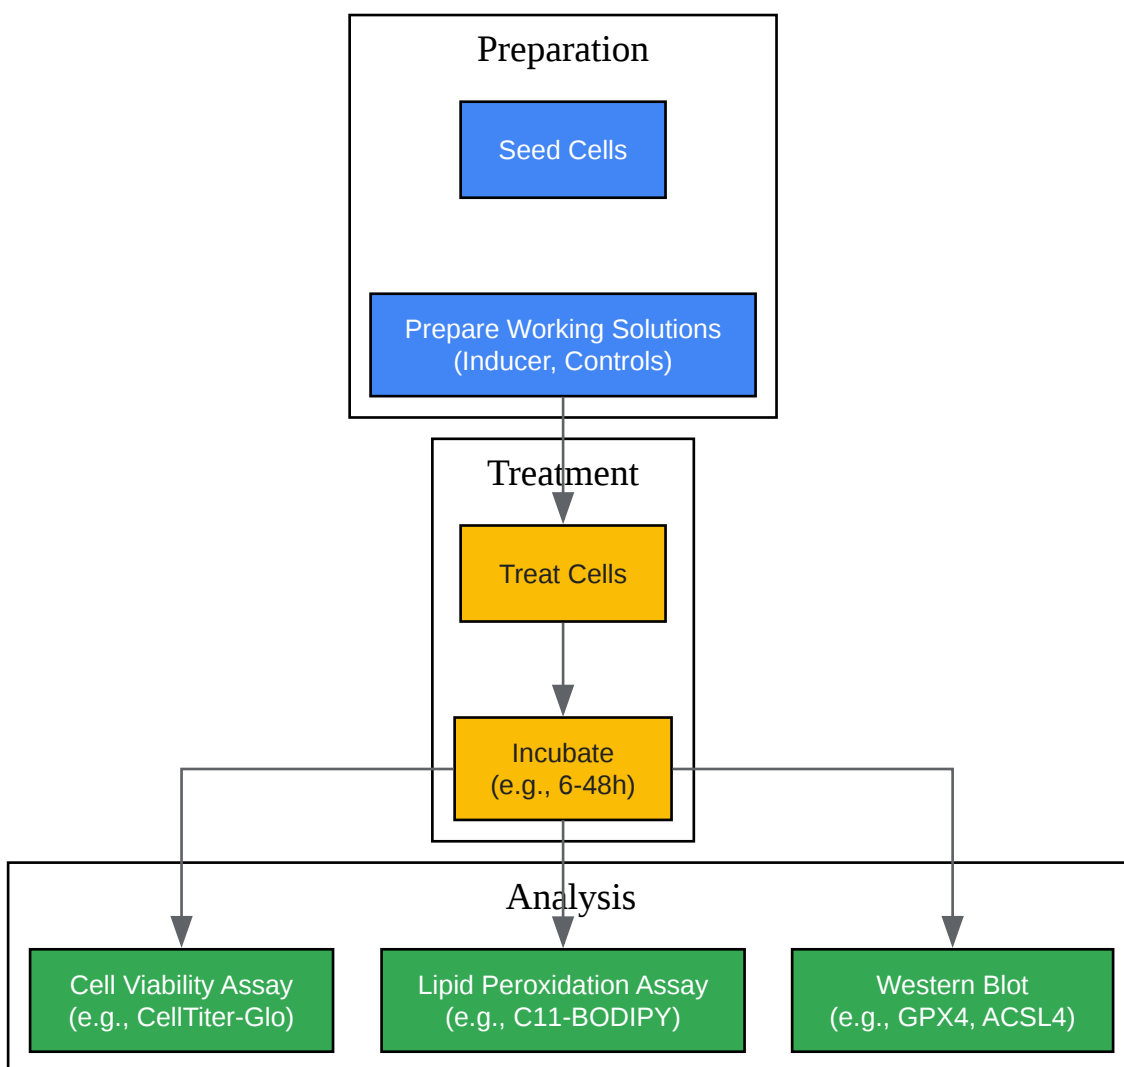 Preparation
Seed Cells
Prepare Working Solutions
(Inducer, Controls)
Treatment
Treat Cells
Incubate
(e.g., 6-48h)
Analysis
Cell Viability Assay
(e.g., CellTiter-Glo)
Lipid Peroxidation Assay
(e.g., C11-BODIPY)
Western Blot
(e.g., GPX4, ACSL4)